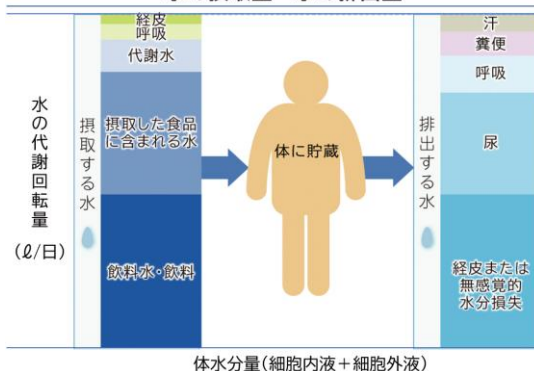 経皮
呼吸
代謝水
摂取した食品
に含まれる水
飲料水・飲料
水の代謝回転量
(ℓ/日)
摂取する水
体に貯蔵
排出する水
汗
糞便
呼吸
尿
経皮または
無感覚的
水分損失
体水分量(細胞内液+細胞外液)